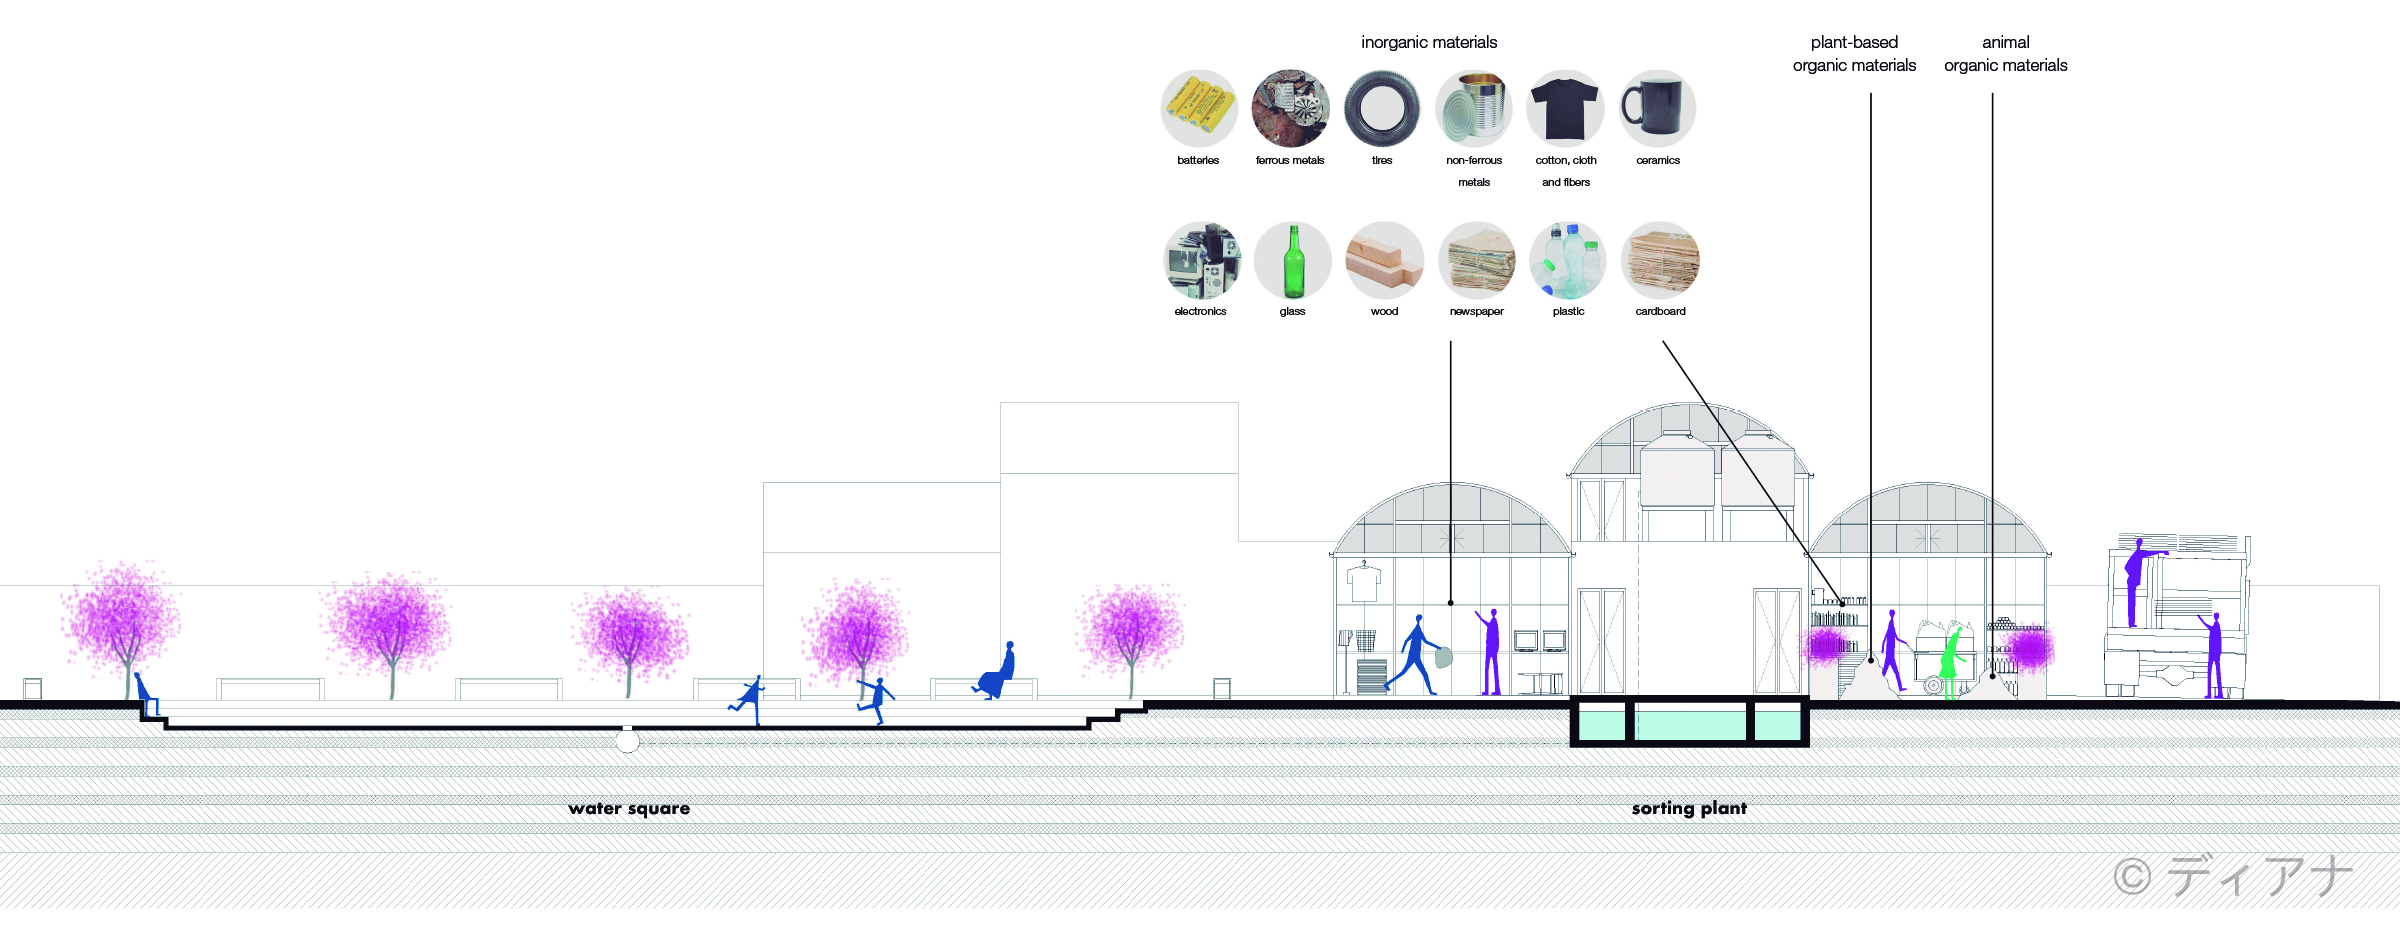 inorganic materials
plant-based
organic materials
animal
organic materials
batteries
ferrous metals
tires
non-ferrous
metals
cotton, cloth
and fibers
ceramics
electronics
glass
wood
newspaper
plastic
cardboard
water square
sorting plant
© ディアナ